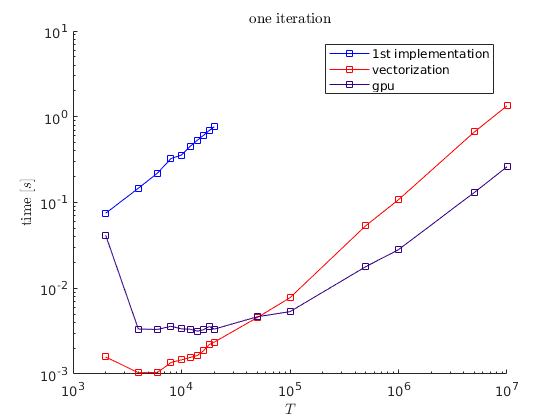 one iteration
10^1
1st implementation
vectorization
gpu
10^0
10^-1
time [s]
10^-2
10^-3
10^3 10^4 10^5 10^6 10^7
T